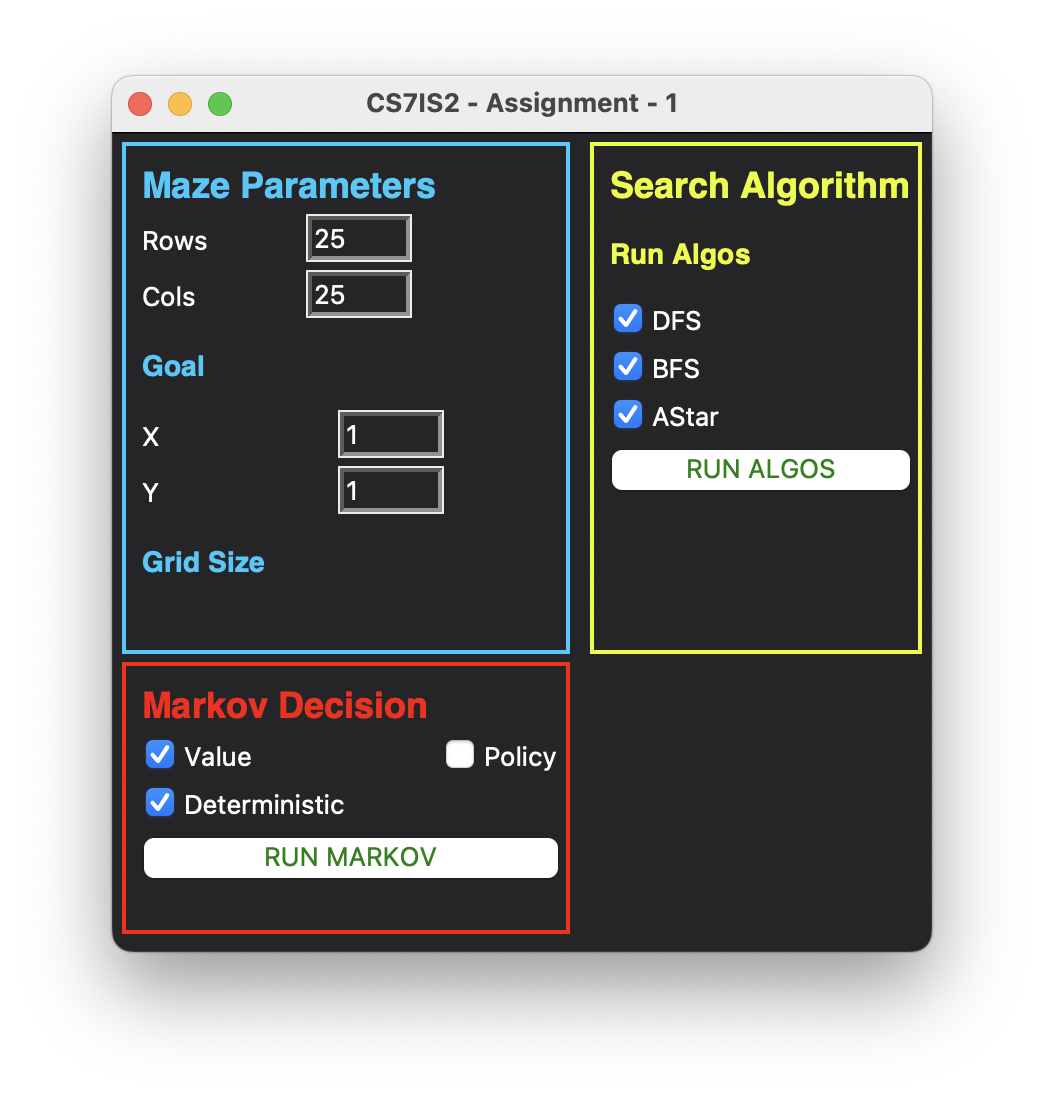 CS7IS2 - Assignment - 1
Maze Parameters
Rows 25
Cols 25
Goal
X 1
Y 1
Grid Size
Search Algorithm
Run Algos
DFS
BFS
AStar
RUN ALGOS
Markov Decision
Value Policy
Deterministic
RUN MARKOV